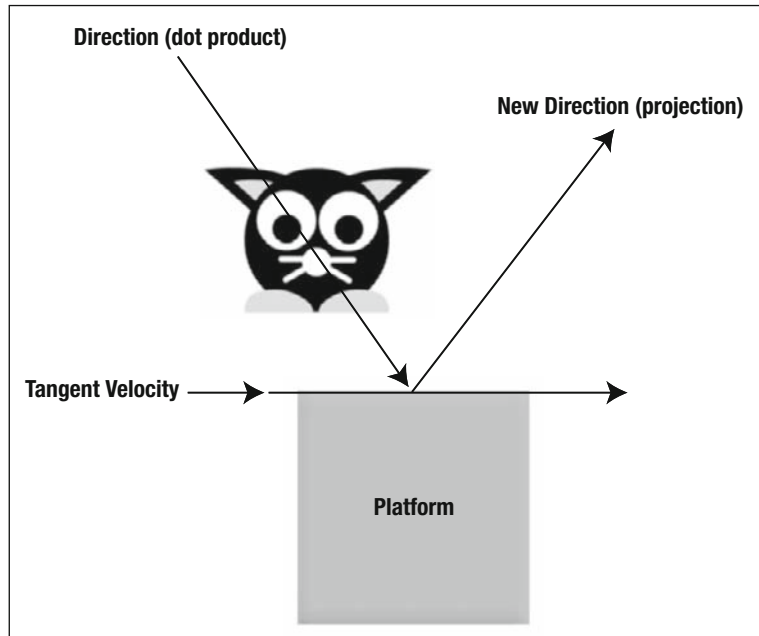 Direction (dot product)
New Direction (projection)
Tangent Velocity
Platform